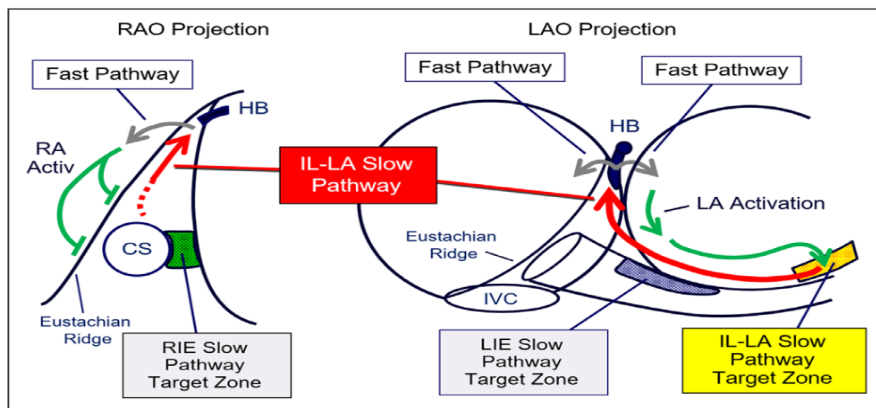 RAO Projection
LAO Projection
Fast Pathway
Fast Pathway
Fast Pathway
HB
HB
RA
Activ
IL-LA Slow
Pathway
LA Activation
CS
Eustachian
Ridge
IVC
Eustachian
Ridge
RIE Slow
Pathway
Target Zone
LIE Slow
Pathway
Target Zone
IL-LA Slow
Pathway
Target Zone